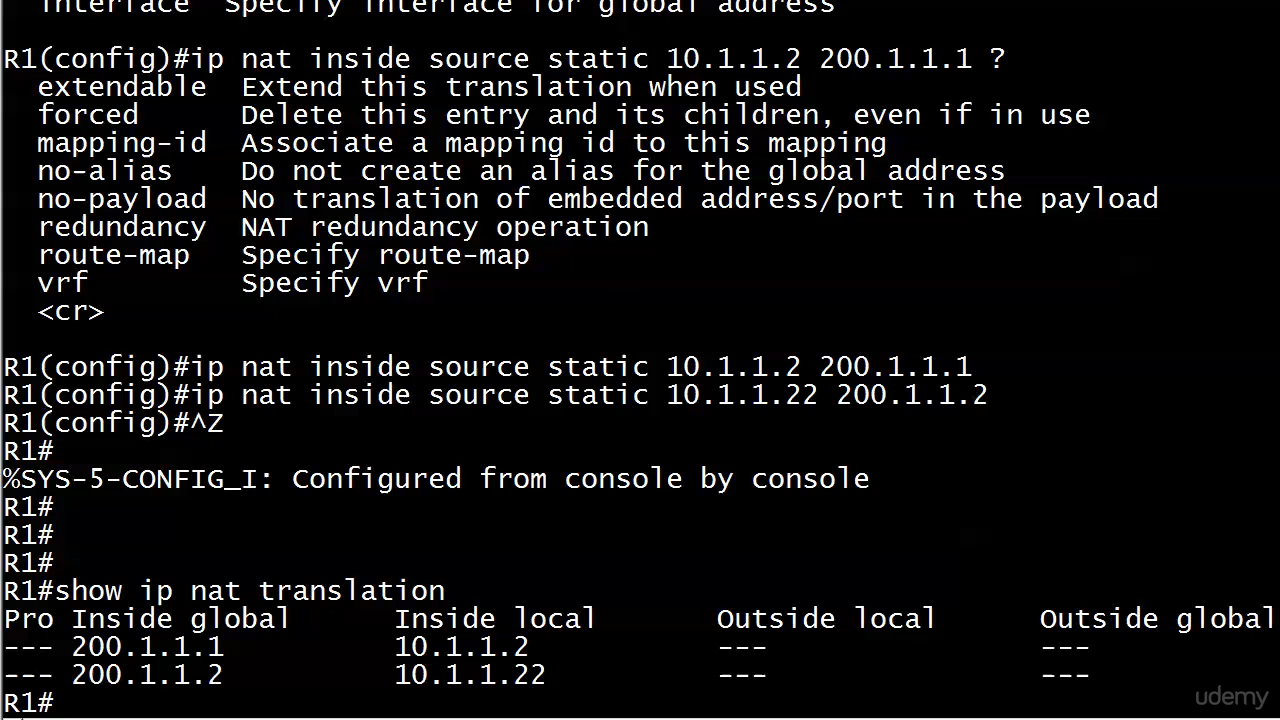 interface  Specify interface for global address
R1(config)#ip nat inside source static 10.1.1.2 200.1.1.1 ?
extendable  Extend this translation when used
forced      Delete this entry and its children, even if in use
mapping-id  Associate a mapping id to this mapping
no-alias    Do not create an alias for the global address
no-payload  No translation of embedded address/port in the payload
redundancy  NAT redundancy operation
route-map   Specify route-map
vrf         Specify vrf
<cr>
R1(config)#ip nat inside source static 10.1.1.2 200.1.1.1
R1(config)#ip nat inside source static 10.1.1.22 200.1.1.2
R1(config)#^Z
R1#
%SYS-5-CONFIG_I: Configured from console by console
R1#
R1#
R1#
R1#show ip nat translation
Pro Inside global      Inside local       Outside local      Outside global
--- 200.1.1.1          10.1.1.2           ---                ---
--- 200.1.1.2          10.1.1.22          ---                ---
R1#
udemy